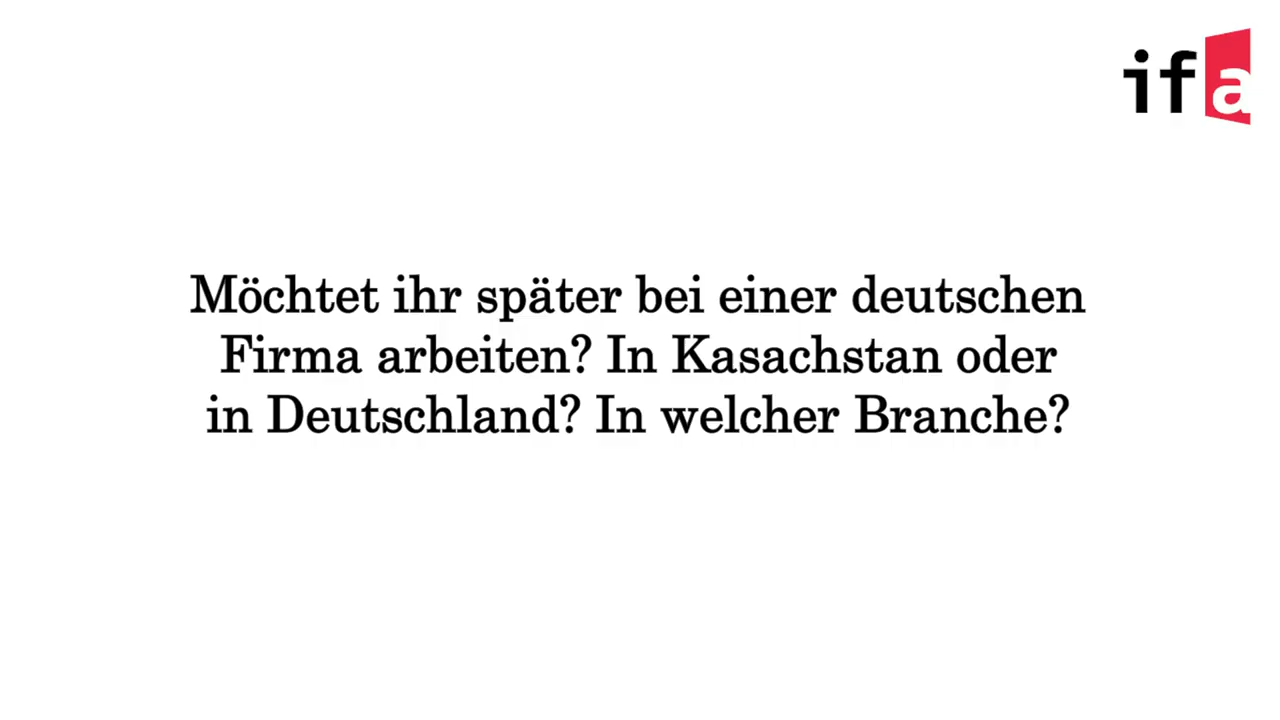 ifa
Möchtet ihr später bei einer deutschen
Firma arbeiten? In Kasachstan oder
in Deutschland? In welcher Branche?